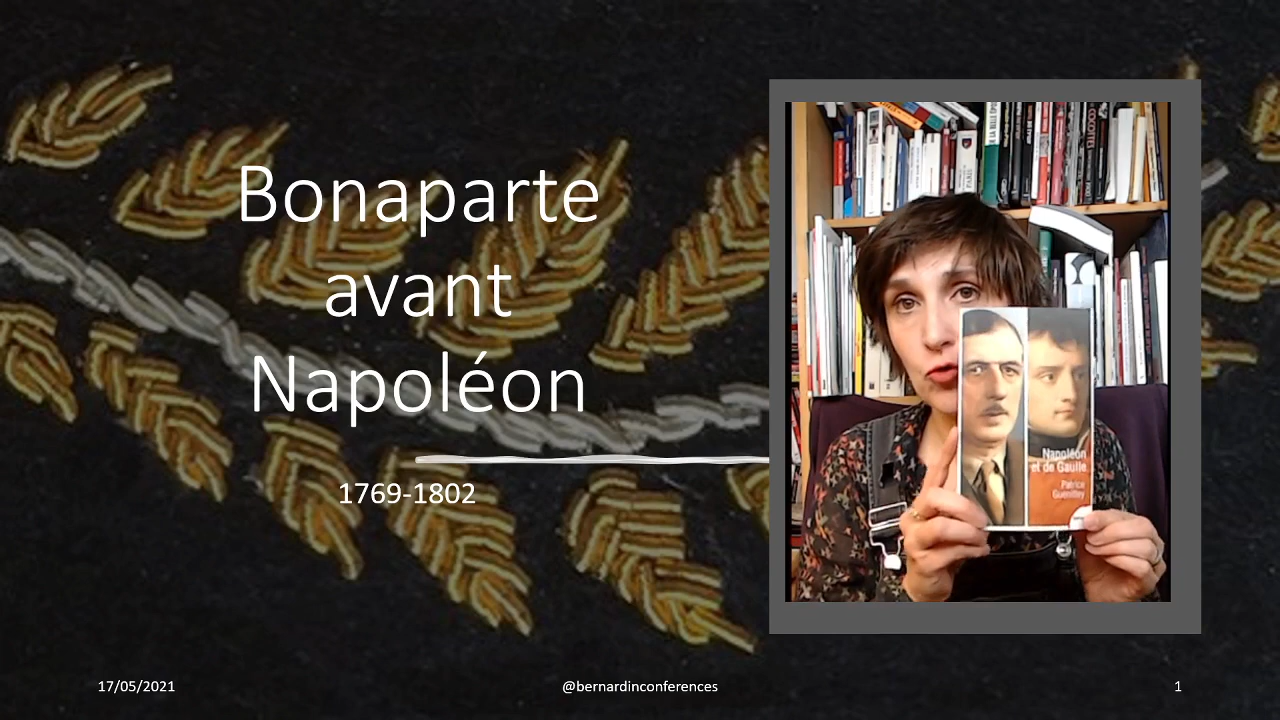 Bonaparte
avant
Napoléon
1769-1802
Napoléon
et de Gaulle
Patrice
Gueniffey
17/05/2021
@bernardinconferences
1